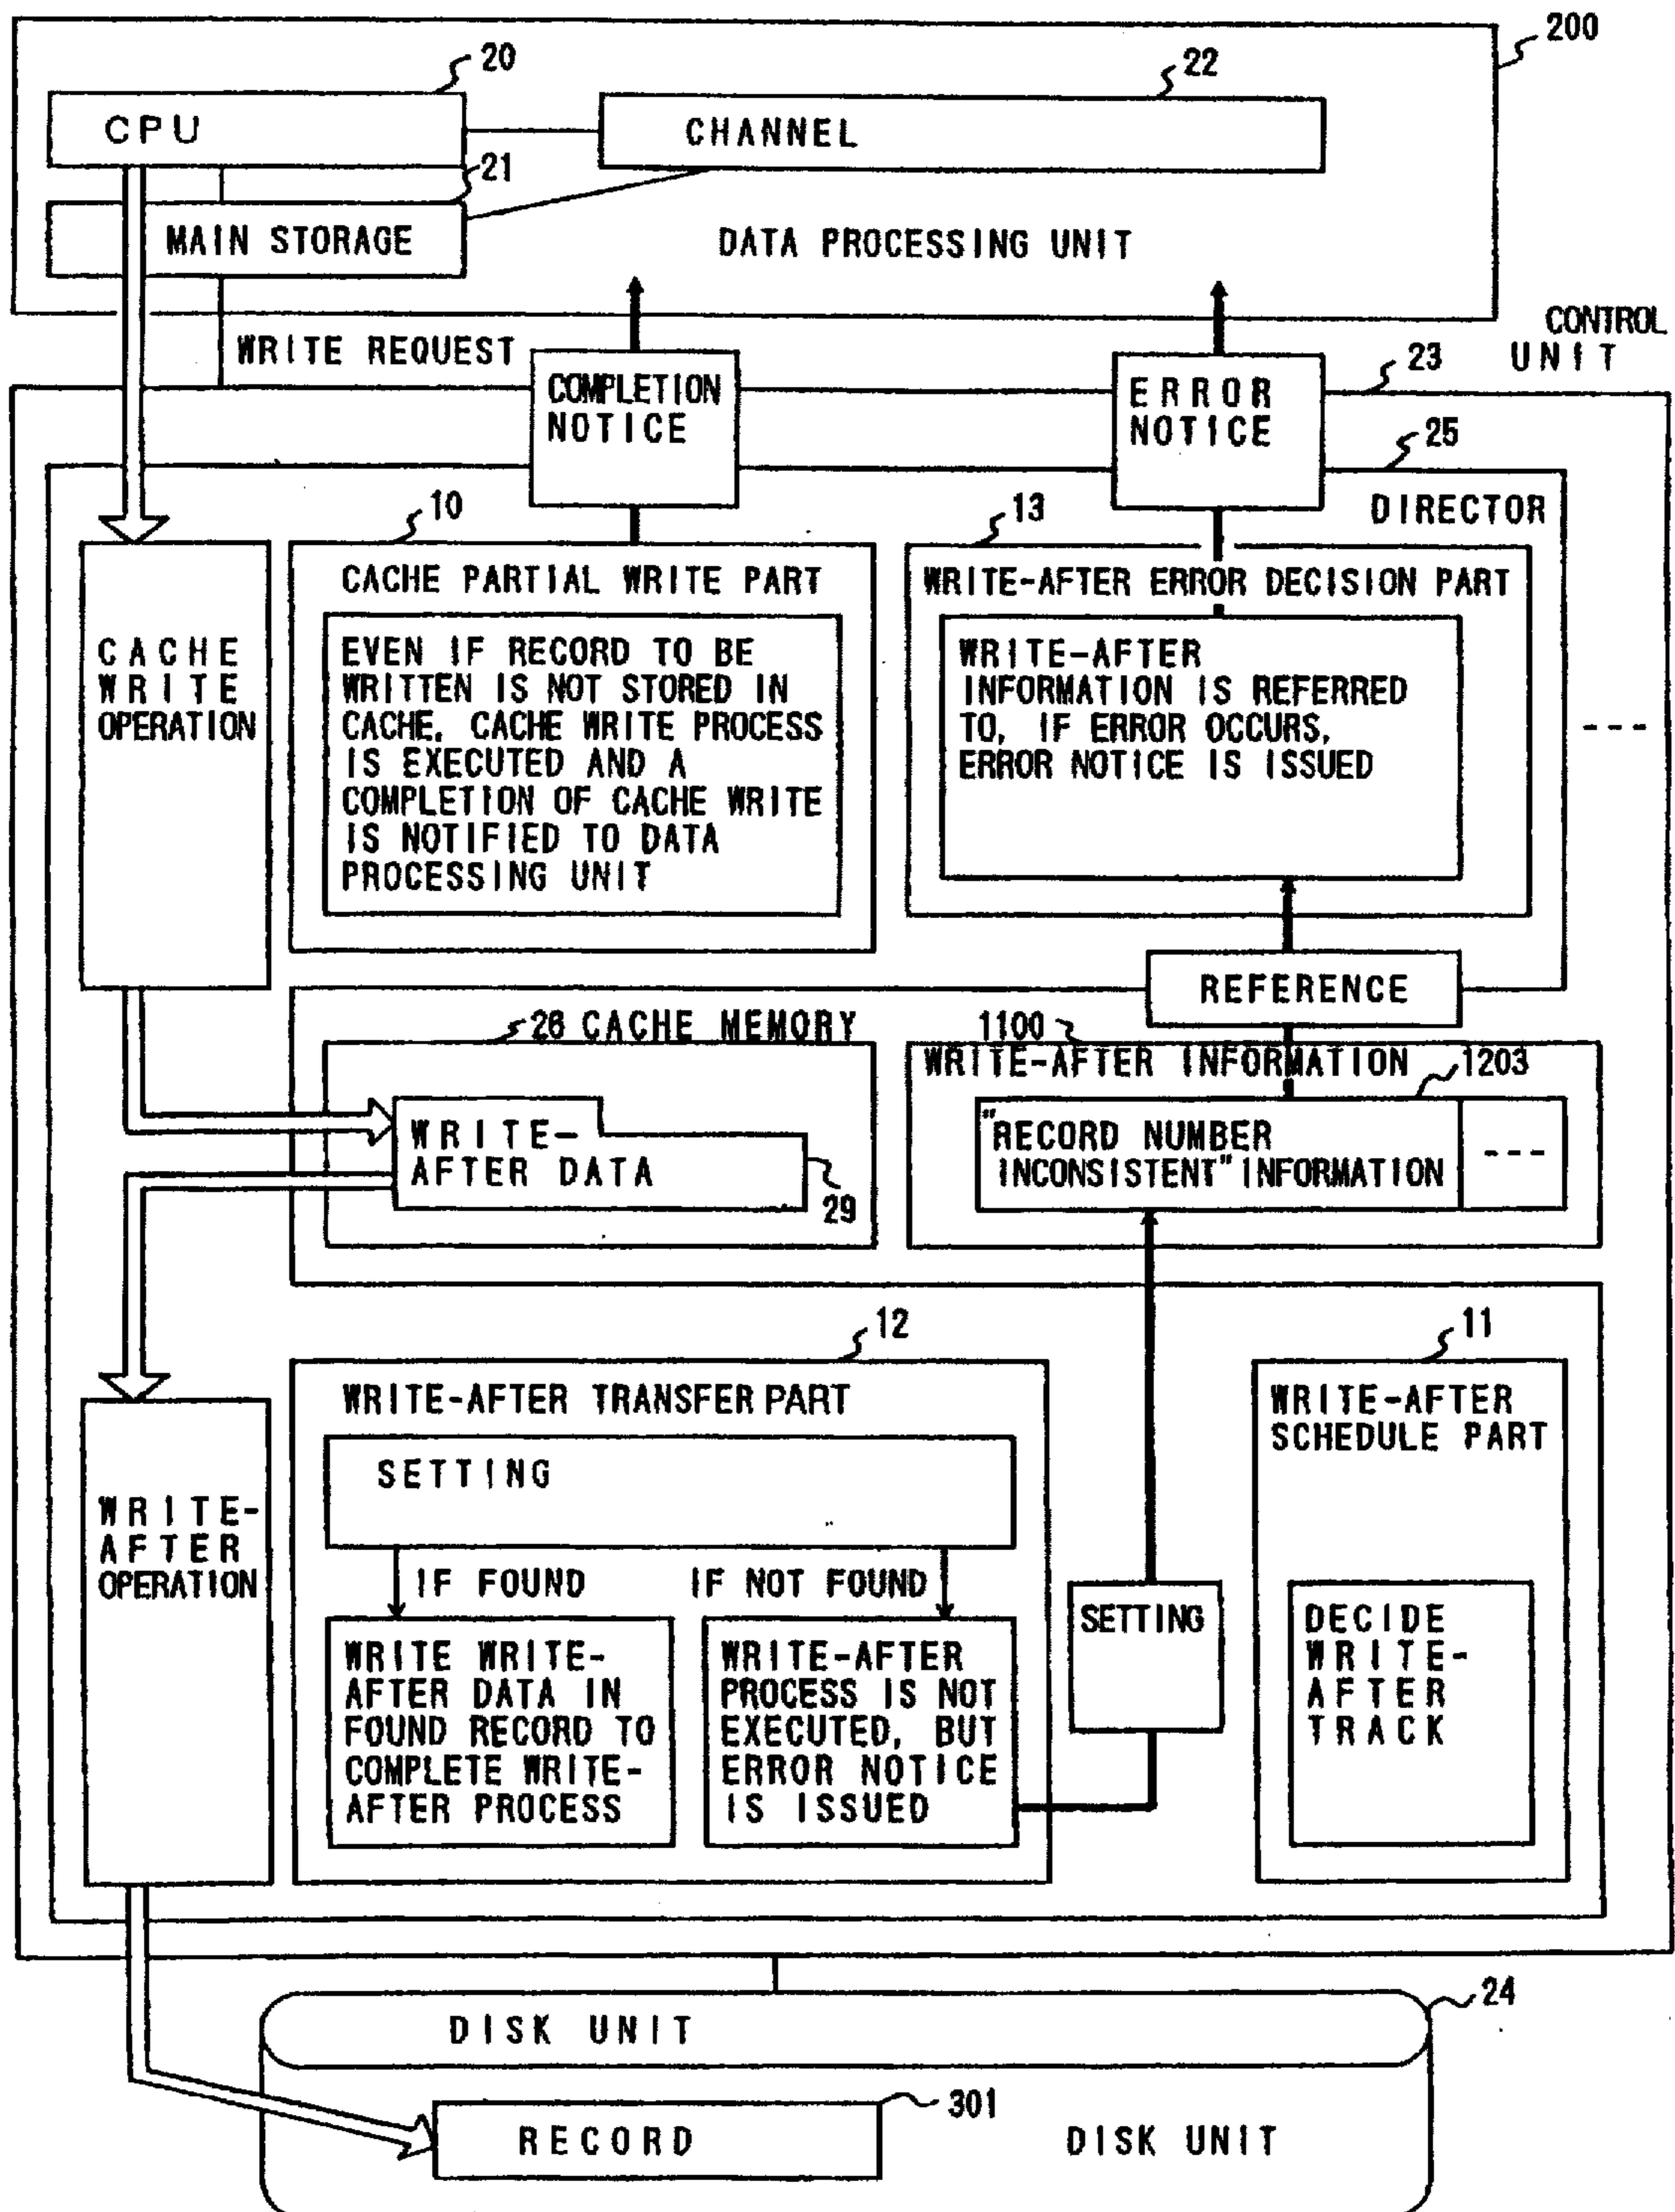 200
20
22
CPU
CHANNEL
21
MAIN STORAGE
DATA PROCESSING UNIT
WRITE REQUEST
CONTROL
UNIT
23
COMPLETION
NOTICE
ERROR
NOTICE
25
DIRECTOR
10
13
CACHE
WRITE
OPERATION
CACHE PARTIAL WRITE PART
EVEN IF RECORD TO BE
WRITTEN IS NOT STORED IN
CACHE. CACHE WRITE PROCESS
IS EXECUTED AND A
COMPLETION OF CACHE WRITE
IS NOTIFIED TO DATA
PROCESSING UNIT
WRITE-AFTER ERROR DECISION PART
WRITE-AFTER
INFORMATION IS REFERRED
TO, IF ERROR OCCURS,
ERROR NOTICE IS ISSUED
---
REFERENCE
26 CACHE MEMORY
1100
WRITE-AFTER INFORMATION
1203
WRITE-
AFTER DATA
29
"RECORD NUMBER
INCONSISTENT" INFORMATION
---
12
11
WRITE-
AFTER
OPERATION
WRITE-AFTER TRANSFER PART
SETTING
IF FOUND
IF NOT FOUND
WRITE WRITE-
AFTER DATA IN
FOUND RECORD TO
COMPLETE WRITE-
AFTER PROCESS
WRITE-AFTER
PROCESS IS NOT
EXECUTED, BUT
ERROR NOTICE
IS ISSUED
SETTING
WRITE-AFTER
SCHEDULE PART
DECIDE
WRITE-
AFTER
TRACK
24
DISK UNIT
301
RECORD
DISK UNIT